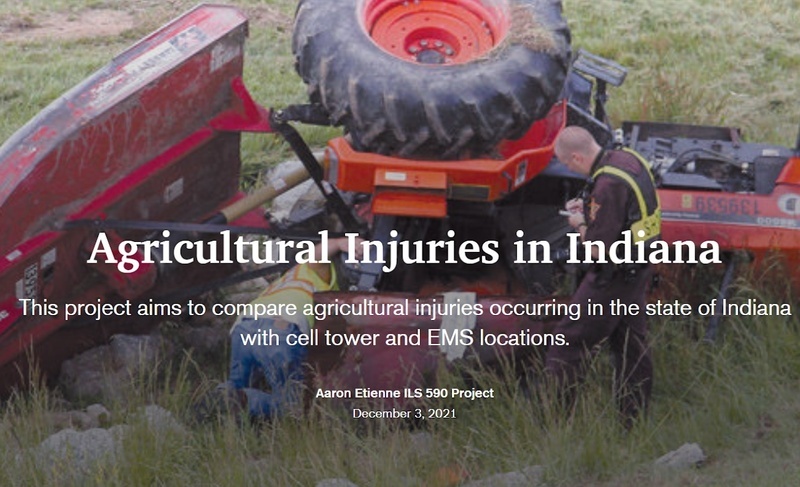 Agricultural Injuries in Indiana
This project aims to compare agricultural injuries occurring in the state of Indiana
with cell tower and EMS locations.
Aaron Etienne ILS 590 Project
December 3, 2021